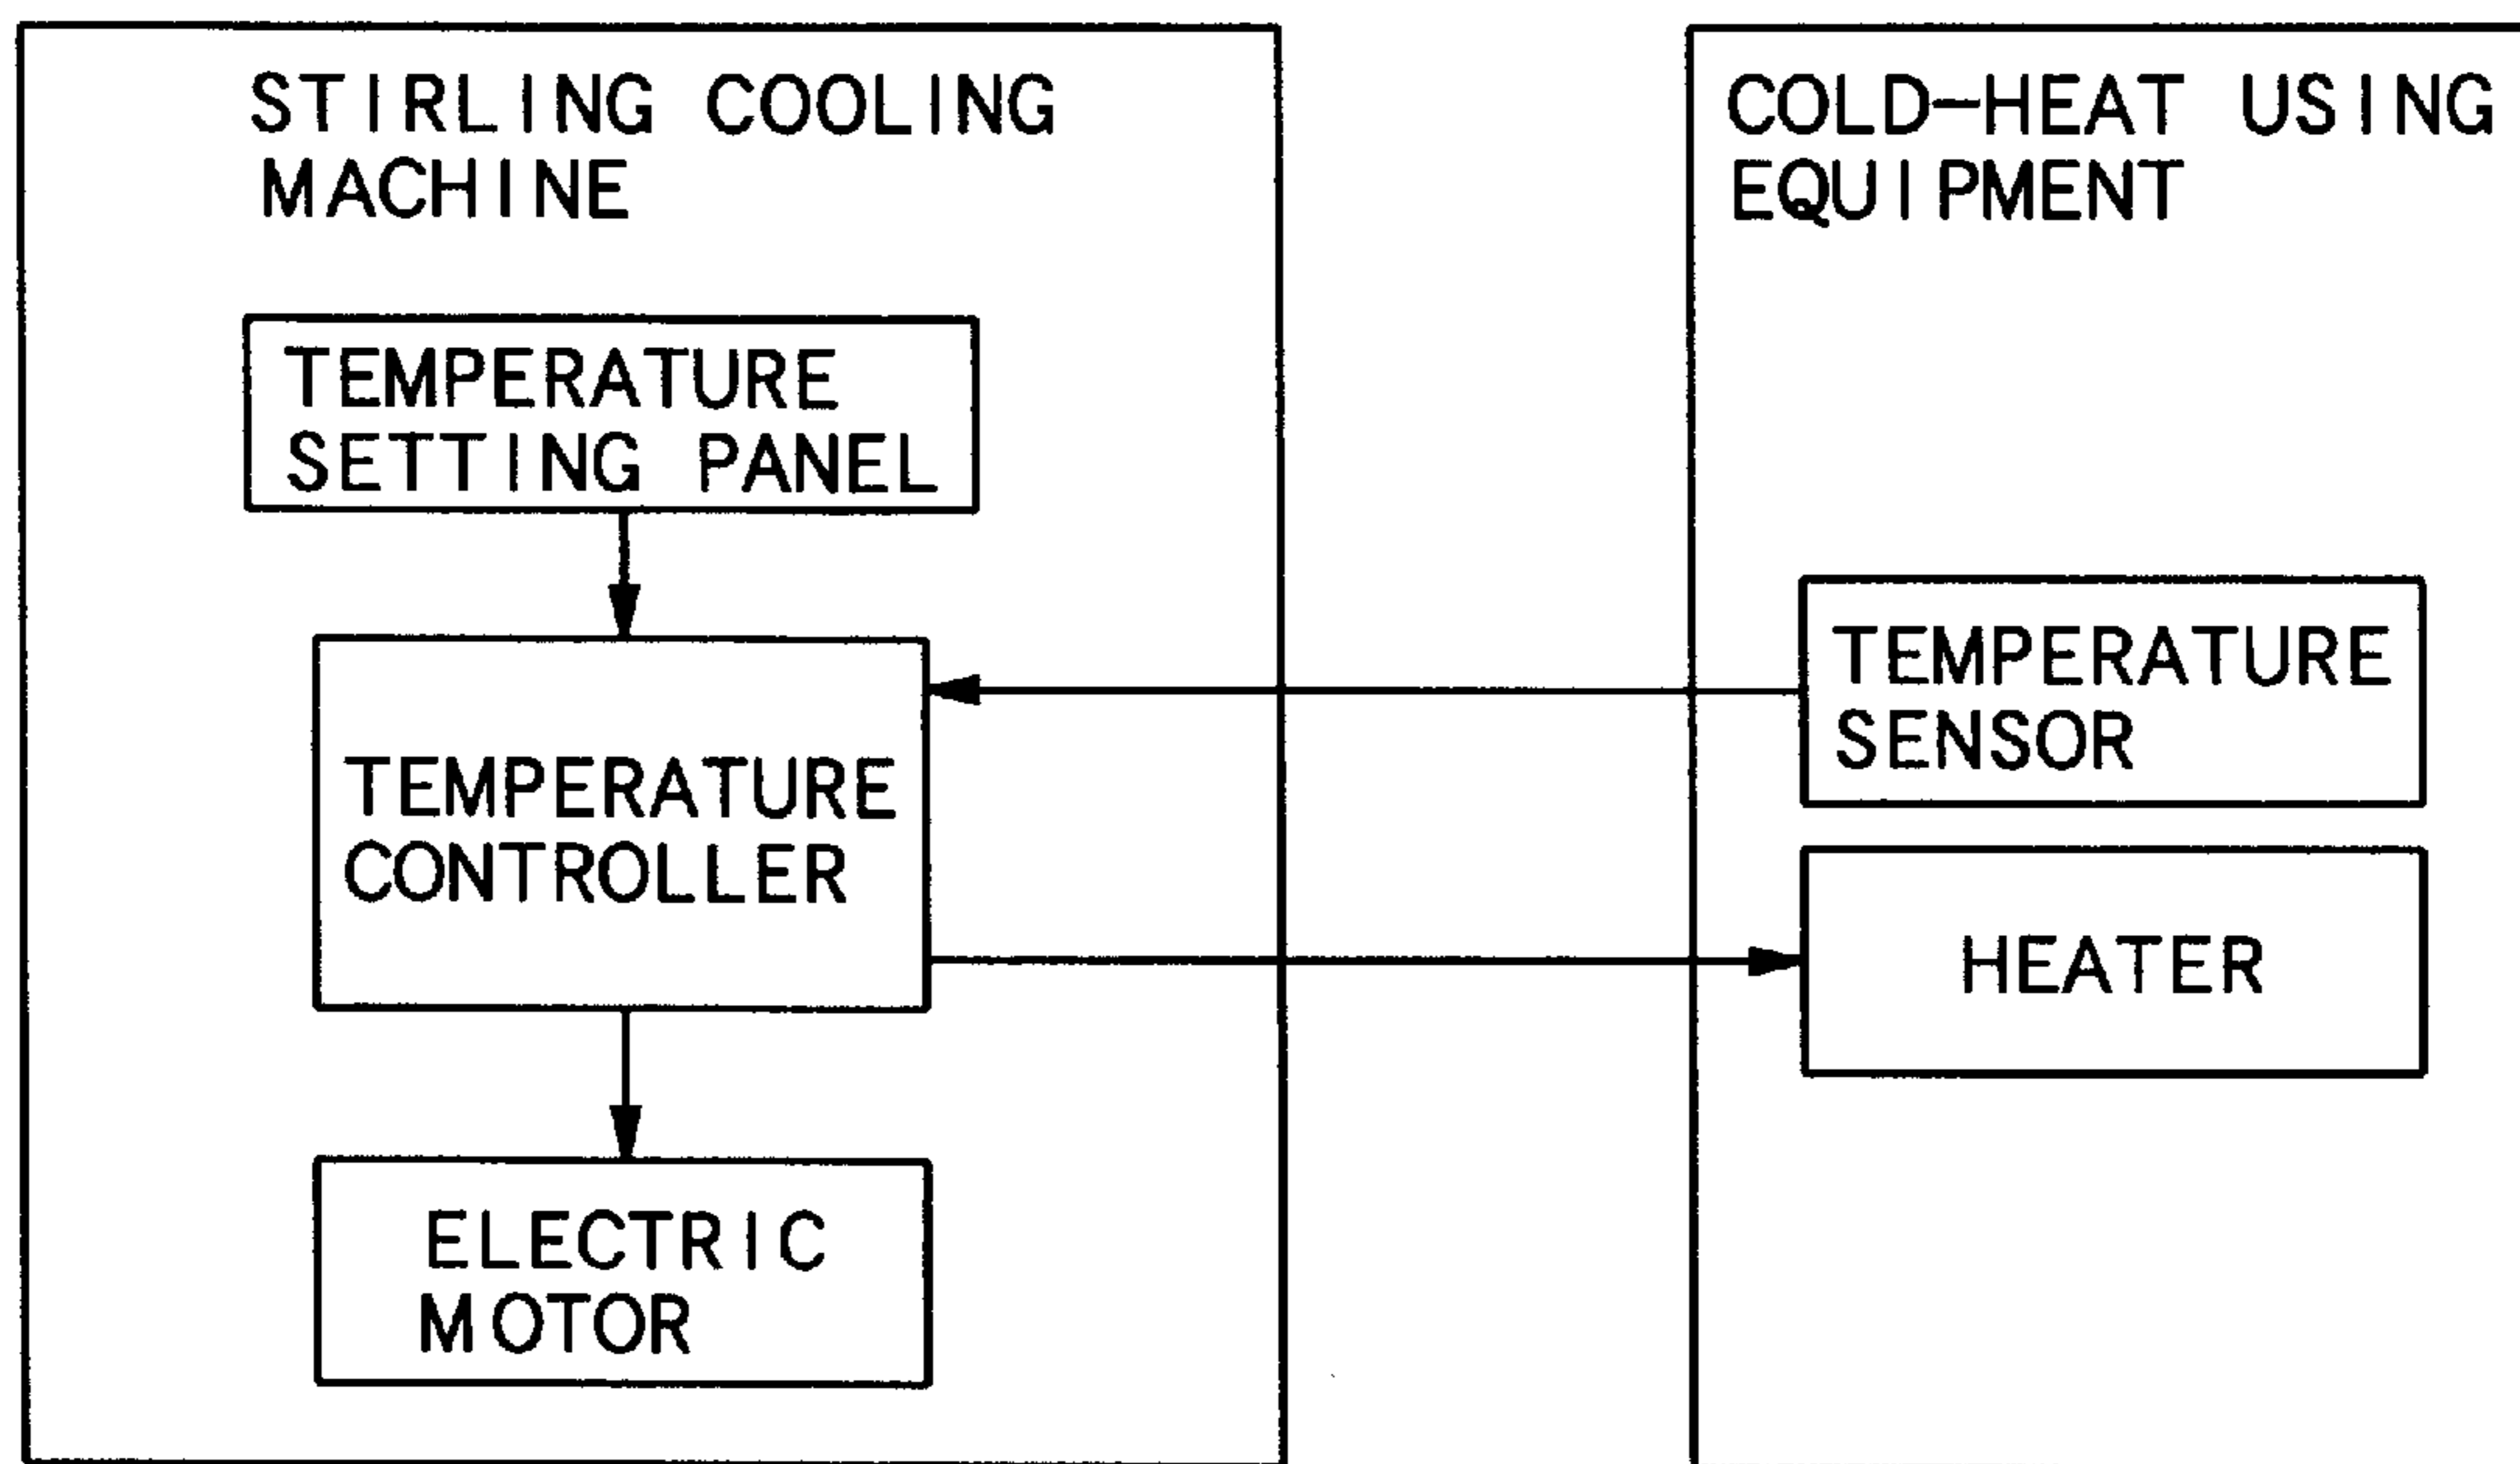 STIRLING COOLING
MACHINE
TEMPERATURE
SETTING PANEL
TEMPERATURE
CONTROLLER
ELECTRIC
MOTOR
COLD-HEAT USING
EQUIPMENT
TEMPERATURE
SENSOR
HEATER